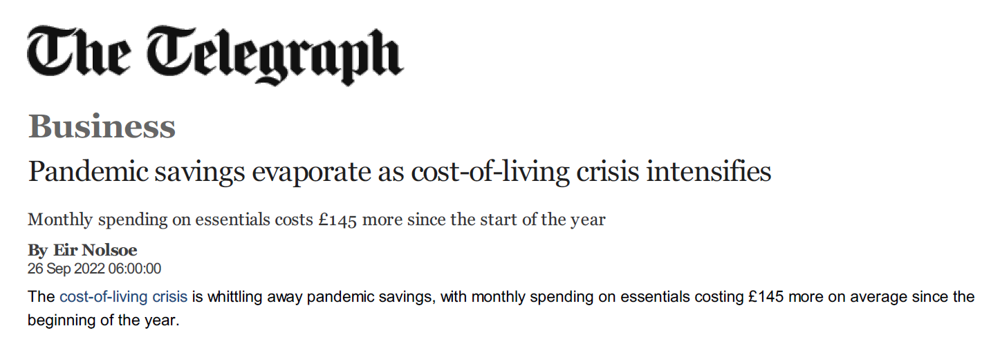 The Telegraph
Business
Pandemic savings evaporate as cost-of-living crisis intensifies
Monthly spending on essentials costs £145 more since the start of the year
By Eir Nolsoe
26 Sep 2022 06:00:00
The cost-of-living crisis is whittling away pandemic savings, with monthly spending on essentials costing £145 more on average since the
beginning of the year.